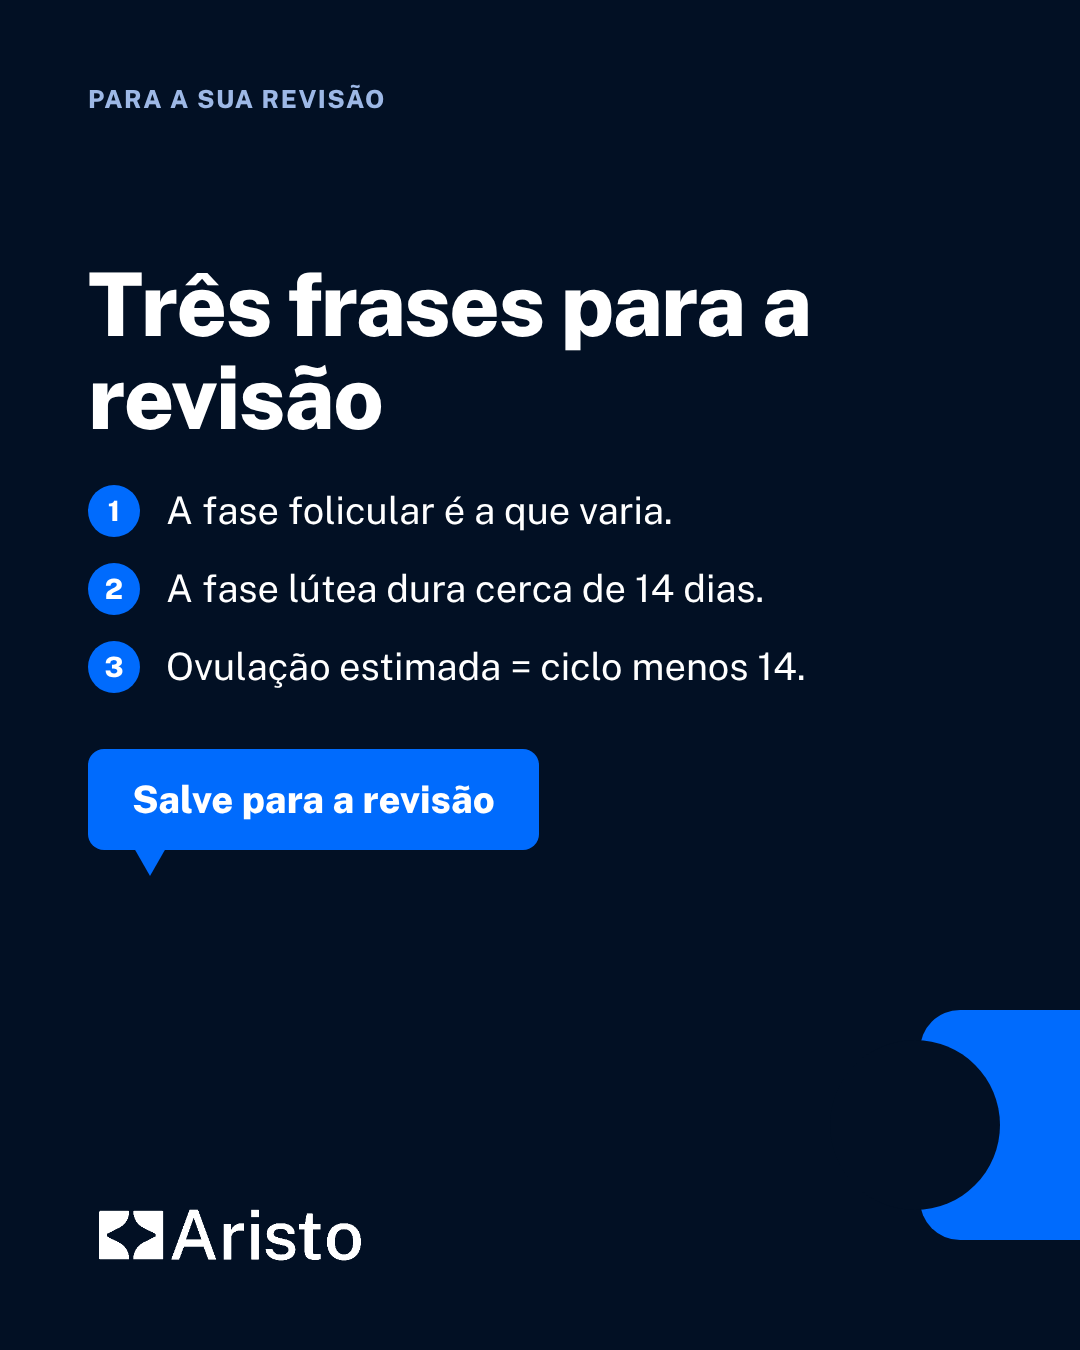 PARA A SUA REVISÃO
Três frases para a
revisão
1 A fase folicular é a que varia.
2 A fase lútea dura cerca de 14 dias.
3 Ovulação estimada = ciclo menos 14.
Salve para a revisão
Aristo